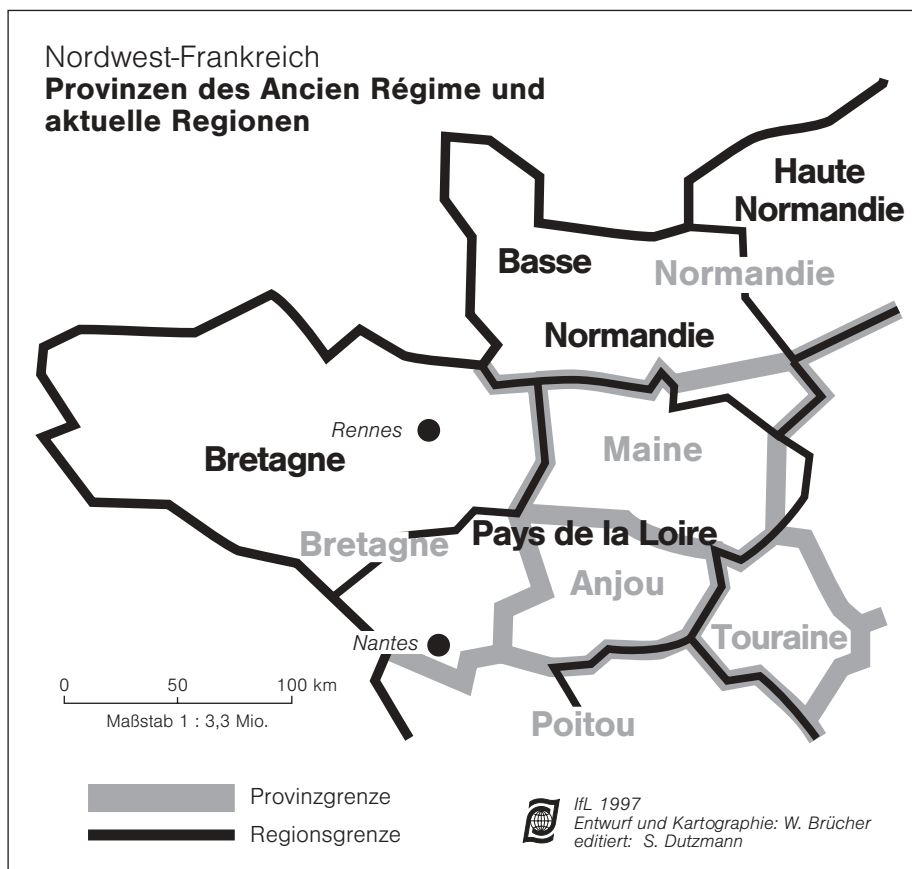 Nordwest-Frankreich
Provinzen des Ancien Régime und
aktuelle Regionen
Haute
Normandie
Basse
Normandie
Normandie
Rennes
Bretagne
Maine
Bretagne
Pays de la Loire
Anjou
Nantes
Touraine
Poitou
0 50 100 km
Maßstab 1 : 3,3 Mio.
Provinzgrenze
Regionsgrenze
IfL 1997
Entwurf und Kartographie: W. Brücher
editiert: S. Dutzmann